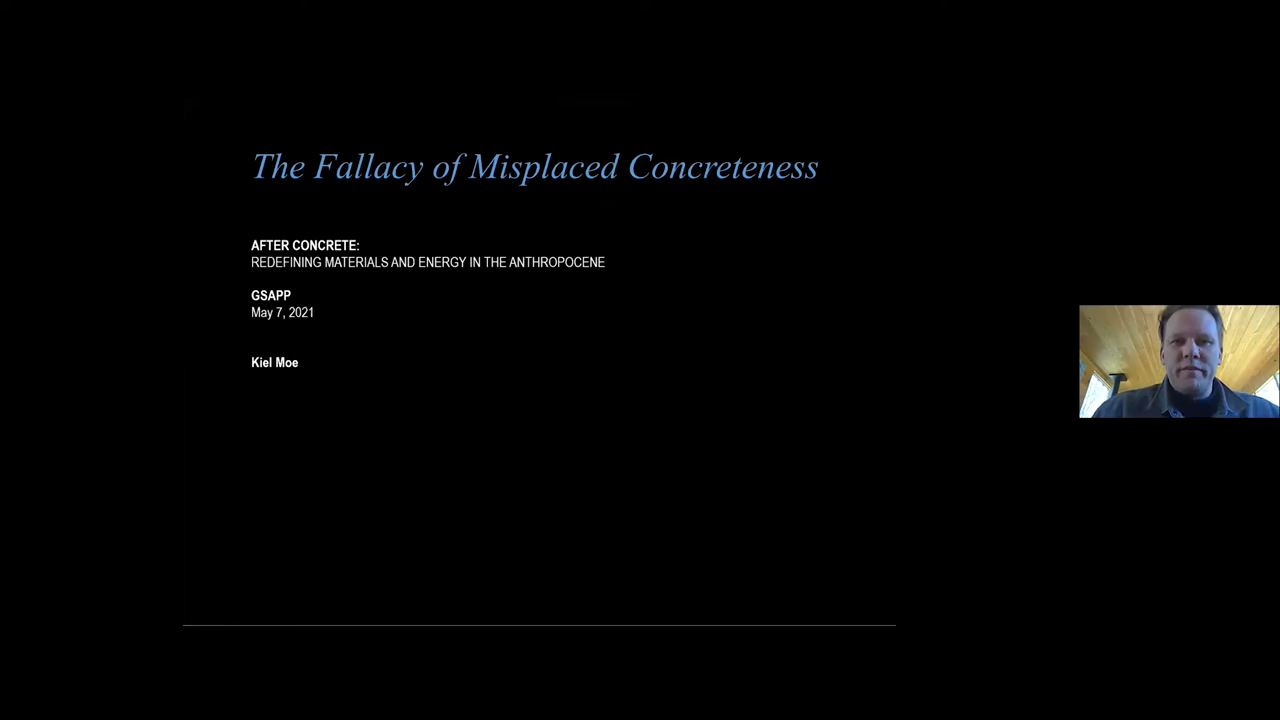 The Fallacy of Misplaced Concreteness
AFTER CONCRETE:
REDEFINING MATERIALS AND ENERGY IN THE ANTHROPOCENE
GSAPP
May 7, 2021
Kiel Moe